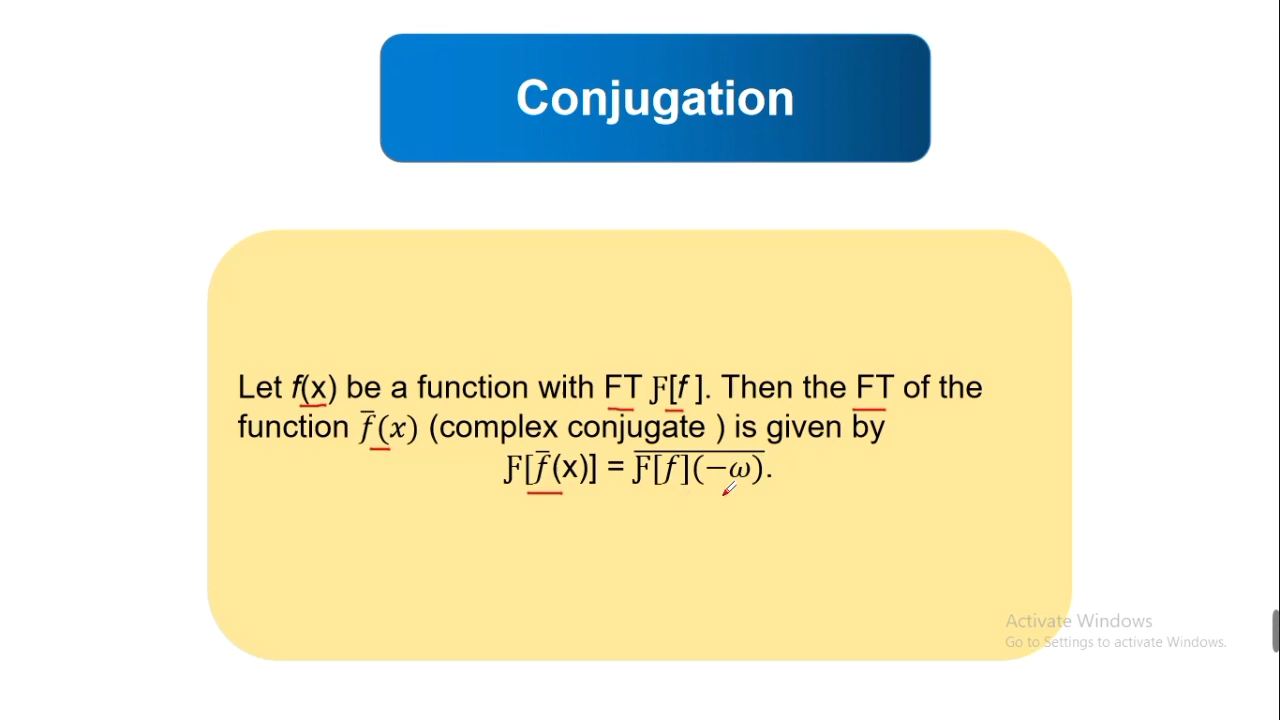 Conjugation
Let f(x) be a function with FT Ƒ[f ]. Then the FT of the
function f̅(x) (complex conjugate ) is given by
Ƒ[f̅(x)] = \overline{Ƒ[f](−ω)}.
Activate Windows
Go to Settings to activate Windows.